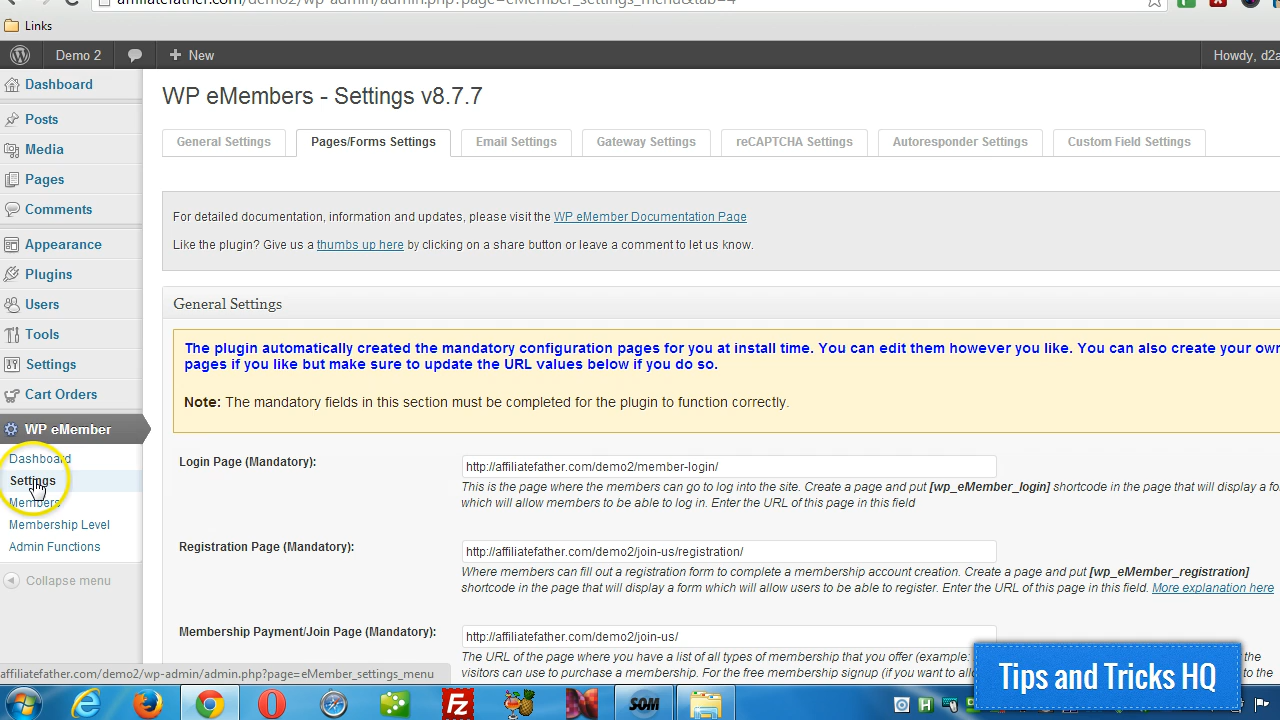 affiliatefather.com/demo2/wp-admin/admin.php?page=eMember_settings_menu&tab=4
Links
Demo 2
New
Howdy, d2a
Dashboard
Posts
Media
Pages
Comments
Appearance
Plugins
Users
Tools
Settings
Cart Orders
WP eMember
Dashboard
Settings
Members
Membership Level
Admin Functions
Collapse menu
WP eMembers - Settings v8.7.7
General Settings
Pages/Forms Settings
Email Settings
Gateway Settings
reCAPTCHA Settings
Autoresponder Settings
Custom Field Settings
For detailed documentation, information and updates, please visit the WP eMember Documentation Page
Like the plugin? Give us a thumbs up here by clicking on a share button or leave a comment to let us know.
General Settings
The plugin automatically created the mandatory configuration pages for you at install time. You can edit them however you like. You can also create your own
pages if you like but make sure to update the URL values below if you do so.
Note: The mandatory fields in this section must be completed for the plugin to function correctly.
Login Page (Mandatory):
http://affiliatefather.com/demo2/member-login/
This is the page where the members can go to log into the site. Create a page and put [wp_eMember_login] shortcode in the page that will display a fo
which will allow members to be able to log in. Enter the URL of this page in this field
Registration Page (Mandatory):
http://affiliatefather.com/demo2/join-us/registration/
Where members can fill out a registration form to complete a membership account creation. Create a page and put [wp_eMember_registration]
shortcode in the page that will display a form which will allow users to be able to register. Enter the URL of this page in this field. More explanation here
Membership Payment/Join Page (Mandatory):
http://affiliatefather.com/demo2/join-us/
The URL of the page where you have a list of all types of membership that you offer (example:
visitors can use to purchase a membership. For the free membership signup (if you want to allo
affiliatefather.com/demo2/wp-admin/admin.php?page=eMember_settings_menu
Tips and Tricks HQ
SOM